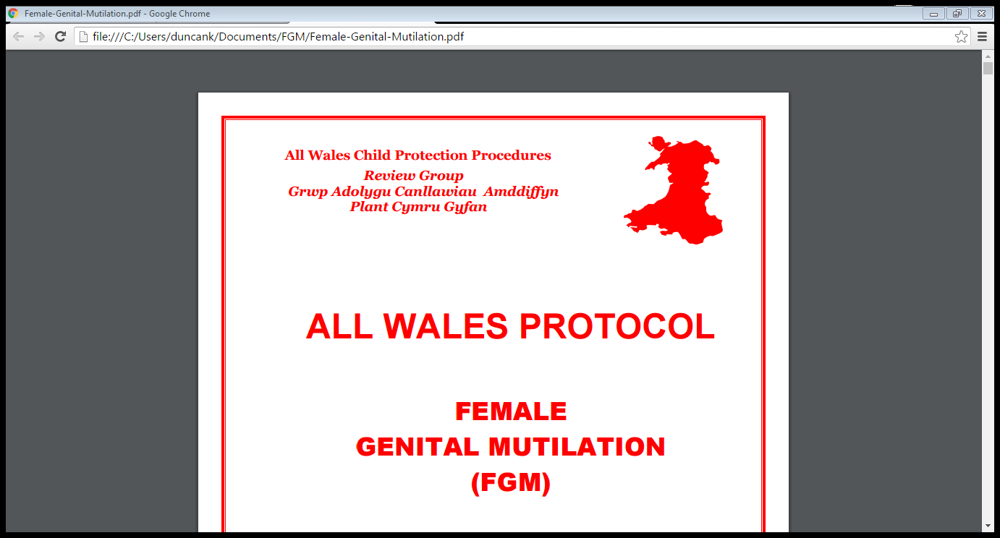 Female-Genital-Mutilation.pdf - Google Chrome
file:///C:/Users/duncank/Documents/FGM/Female-Genital-Mutilation.pdf
All Wales Child Protection Procedures
Review Group
Grwp Adolygu Canllawiau Amddiffyn
Plant Cymru Gyfan
ALL WALES PROTOCOL
FEMALE
GENITAL MUTILATION
(FGM)